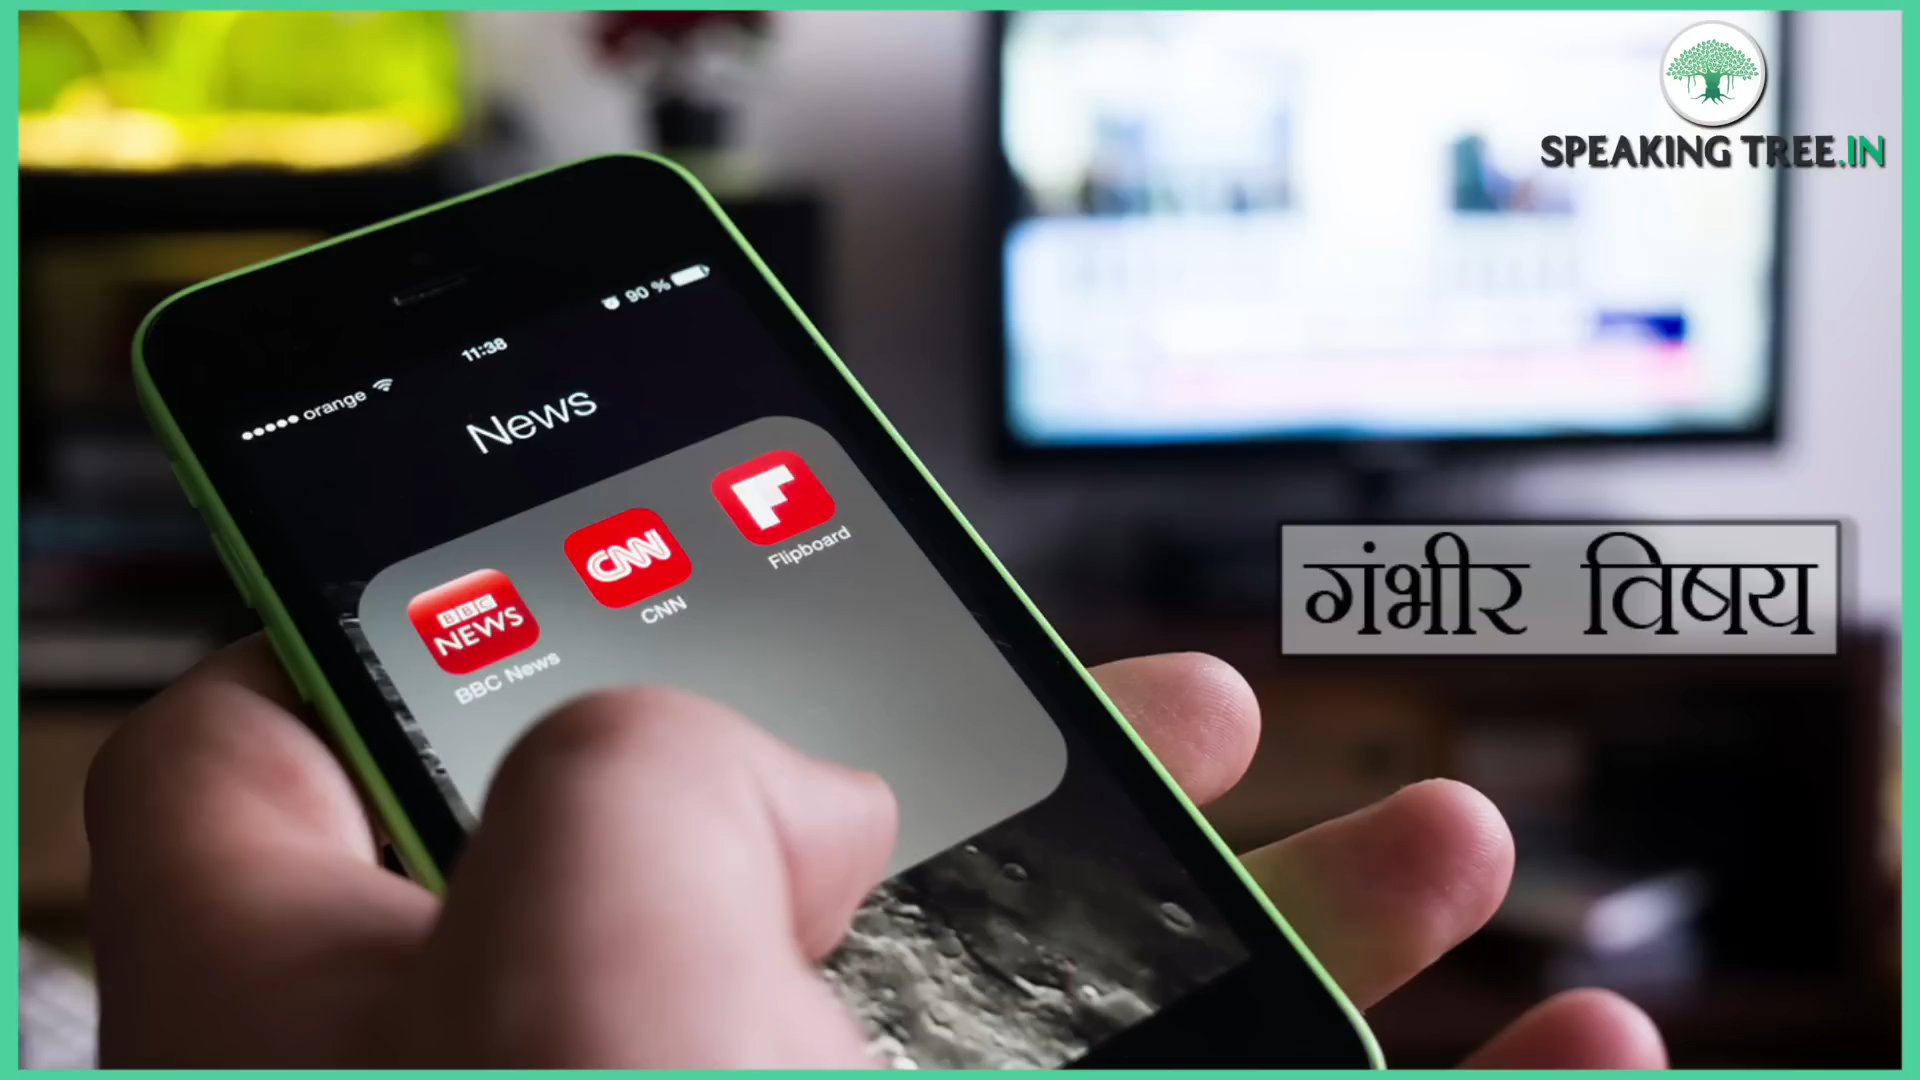 SPEAKING TREE.IN
90 %
11:38
orange
News
Flipboard
CNN
CNN
BBC
NEWS
BBC News
गंभीर विषय